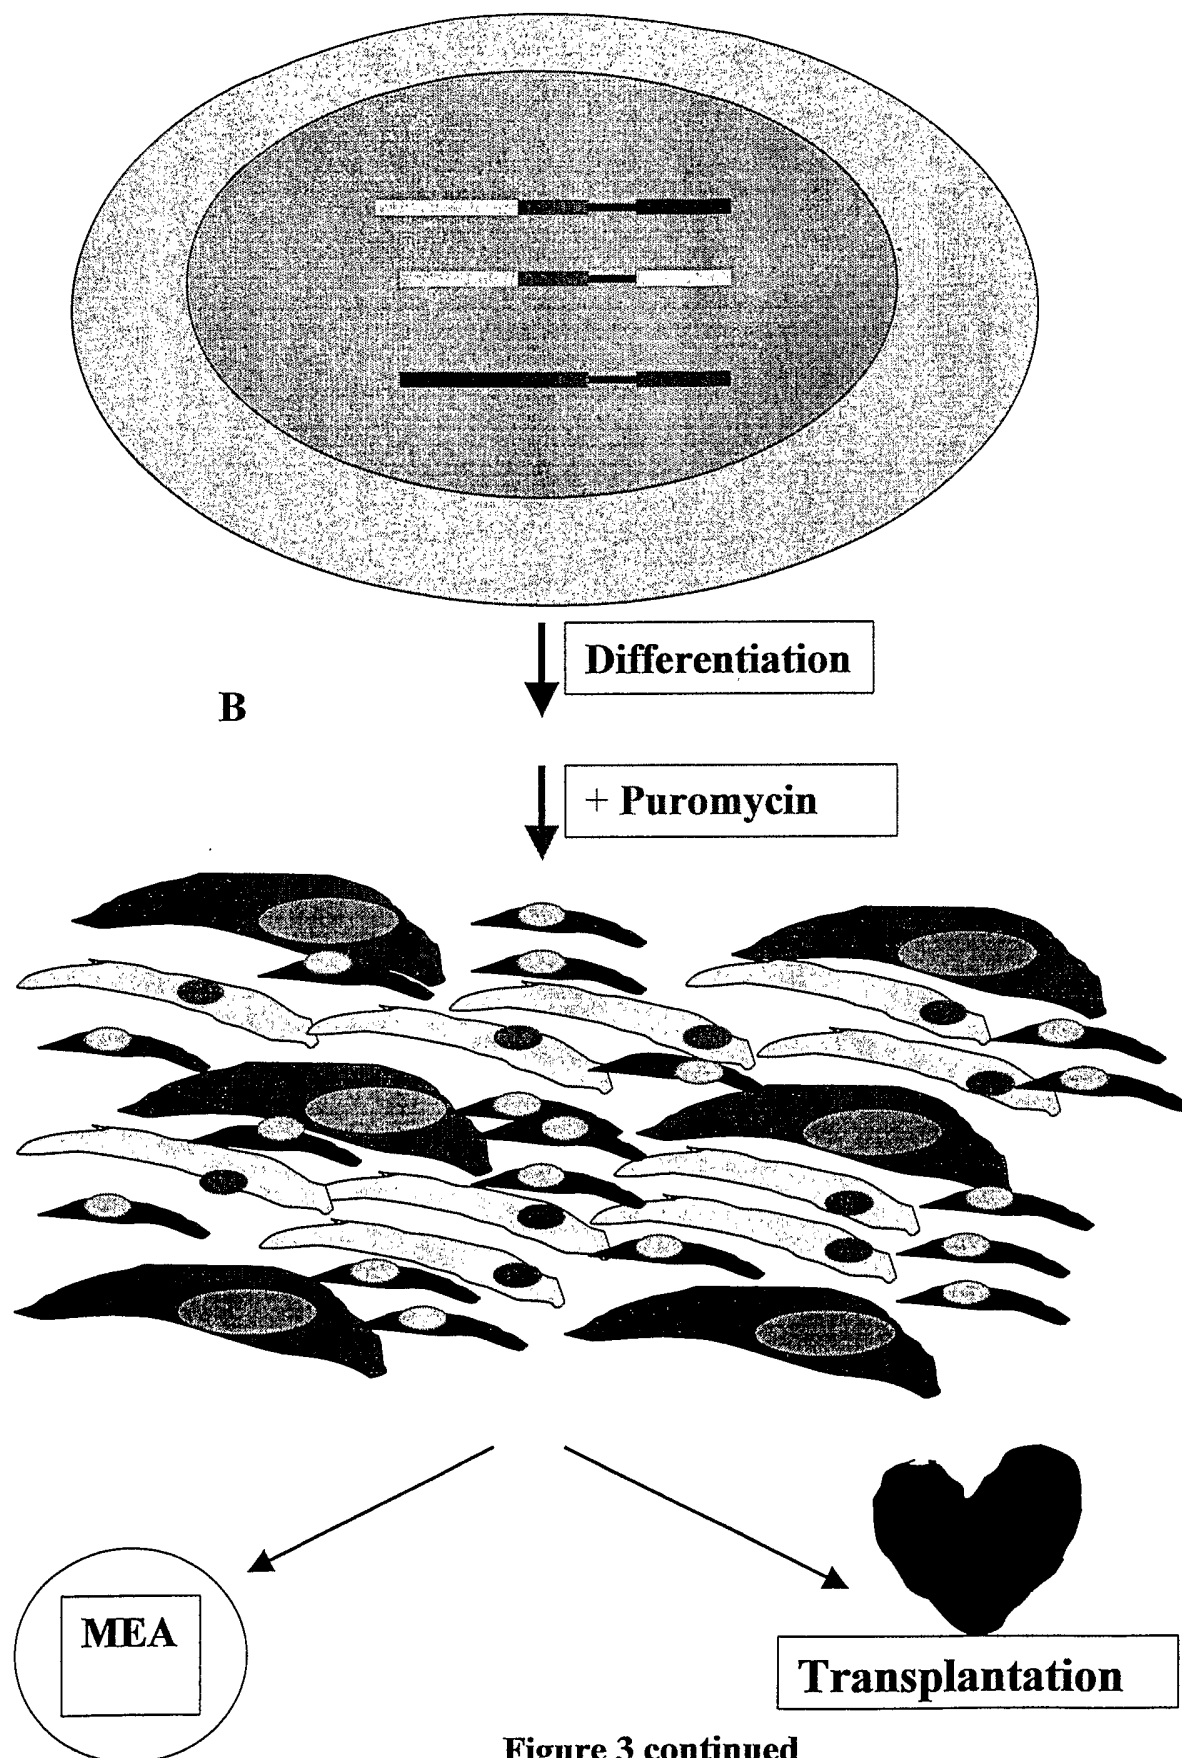 Differentiation
B
+ Puromycin
MEA
Transplantation
Figure 3 continued